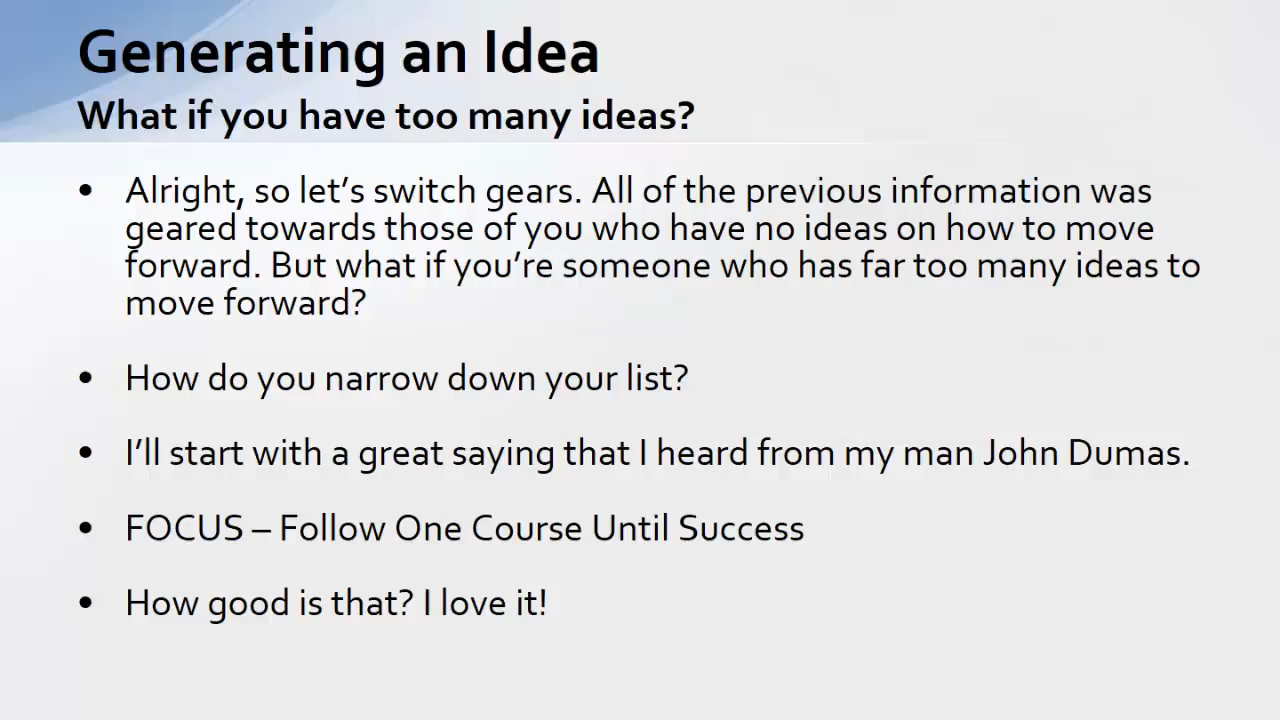 Generating an Idea
What if you have too many ideas?
• Alright, so let’s switch gears. All of the previous information was
geared towards those of you who have no ideas on how to move
forward. But what if you’re someone who has far too many ideas to
move forward?
• How do you narrow down your list?
• I’ll start with a great saying that I heard from my man John Dumas.
• FOCUS – Follow One Course Until Success
• How good is that? I love it!